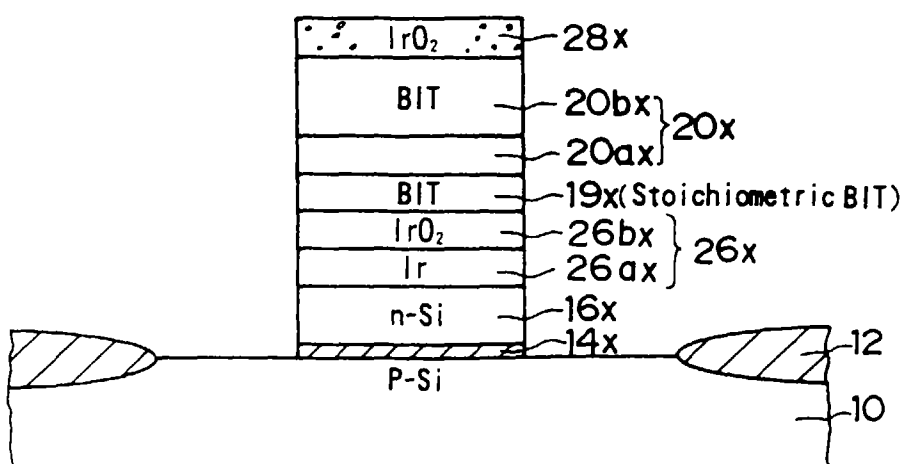 IrO₂ 28x
BIT 20bx
20x
20ax
BIT 19x(Stoichiometric BIT)
IrO₂ 26bx
26x
Ir 26ax
n-Si 16x
14x
12
P-Si
10